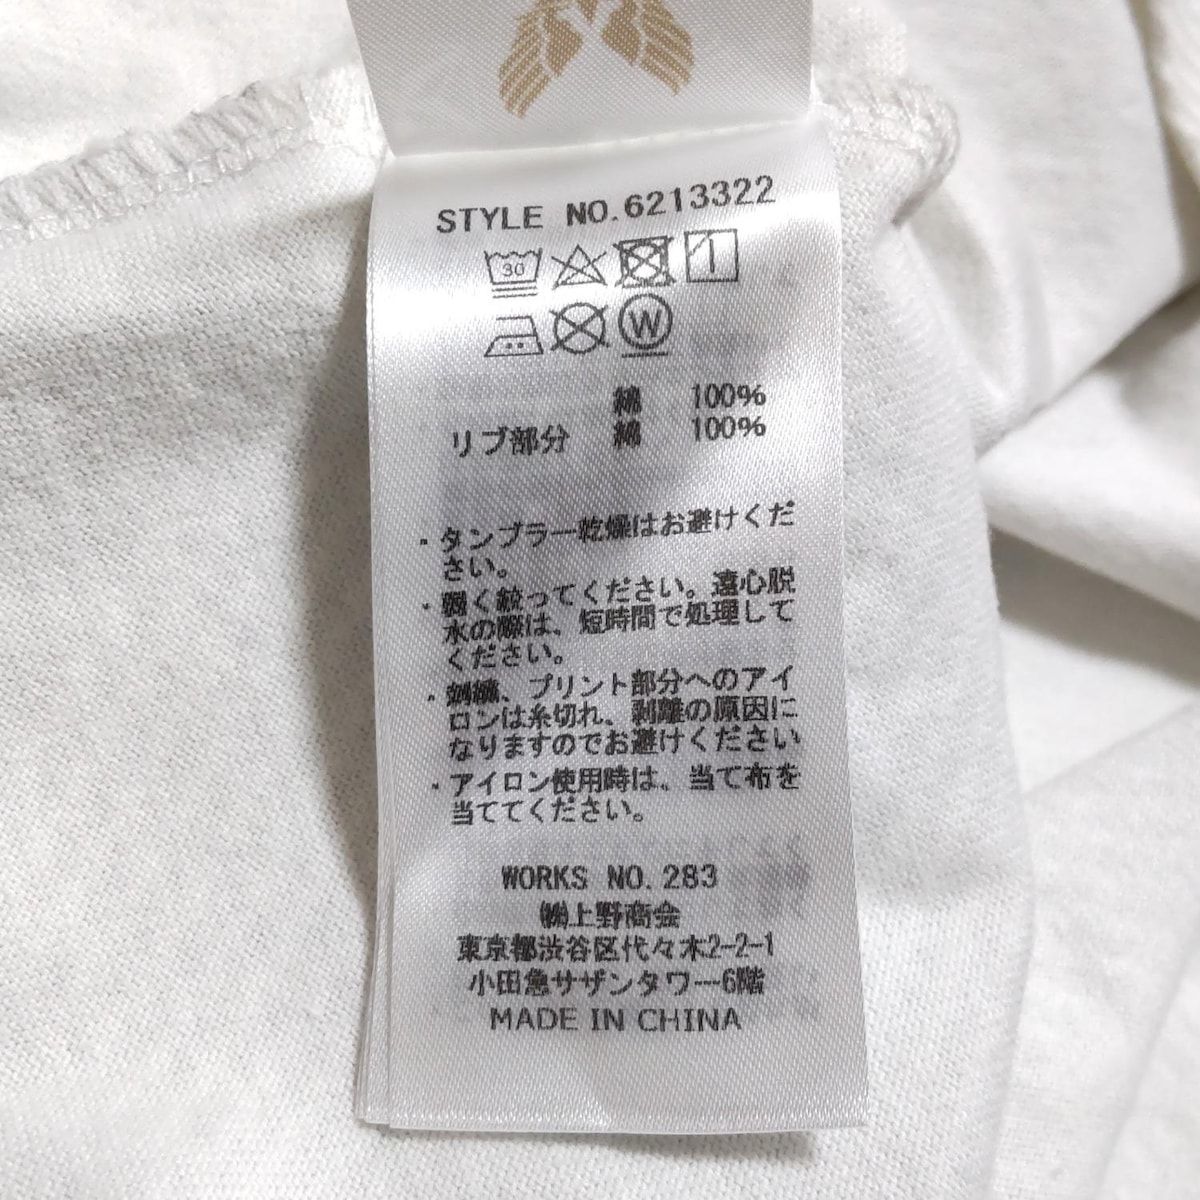 STYLE NO.6213322
30
W
綿 100%
リブ部分 綿 100%
・タンブラー乾燥はお避けくだ
さい。
・弱く絞ってください。遠心脱
水の際は、短時間で処理して
ください。
・刺繍、プリント部分へのアイ
ロンは糸切れ、剥離の原因に
なりますのでお避けください
・アイロン使用時は、当て布を
当ててください。
WORKS NO.283
㈱上野商会
東京都渋谷区代々木2-2-1
小田急サザンタワー6階
MADE IN CHINA